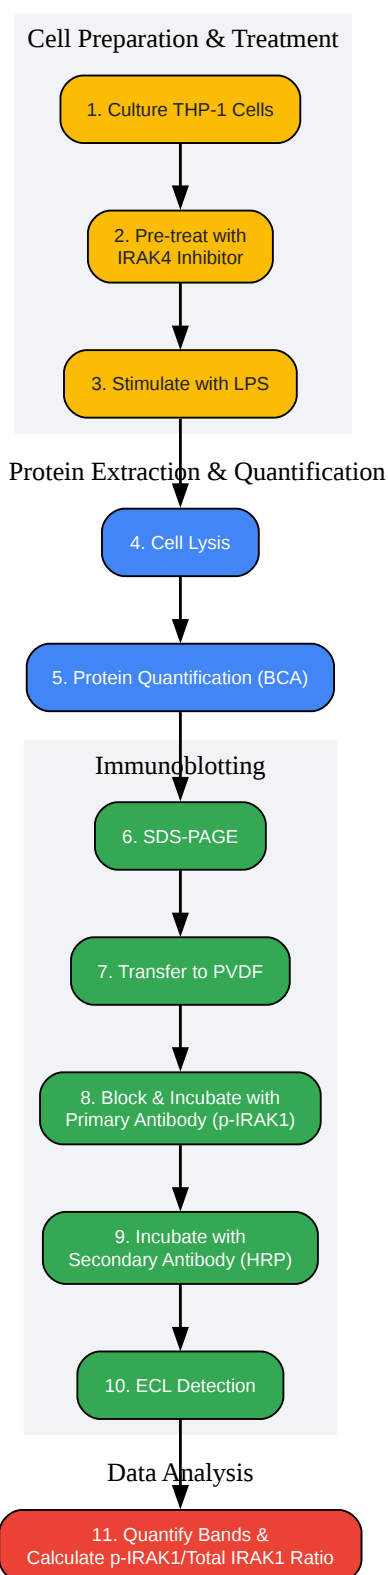 Cell Preparation & Treatment
1. Culture THP-1 Cells
2. Pre-treat with
IRAK4 Inhibitor
3. Stimulate with LPS
Protein Extraction & Quantification
4. Cell Lysis
5. Protein Quantification (BCA)
Immunoblotting
6. SDS-PAGE
7. Transfer to PVDF
8. Block & Incubate with
Primary Antibody (p-IRAK1)
9. Incubate with
Secondary Antibody (HRP)
10. ECL Detection
Data Analysis
11. Quantify Bands &
Calculate p-IRAK1/Total IRAK1 Ratio